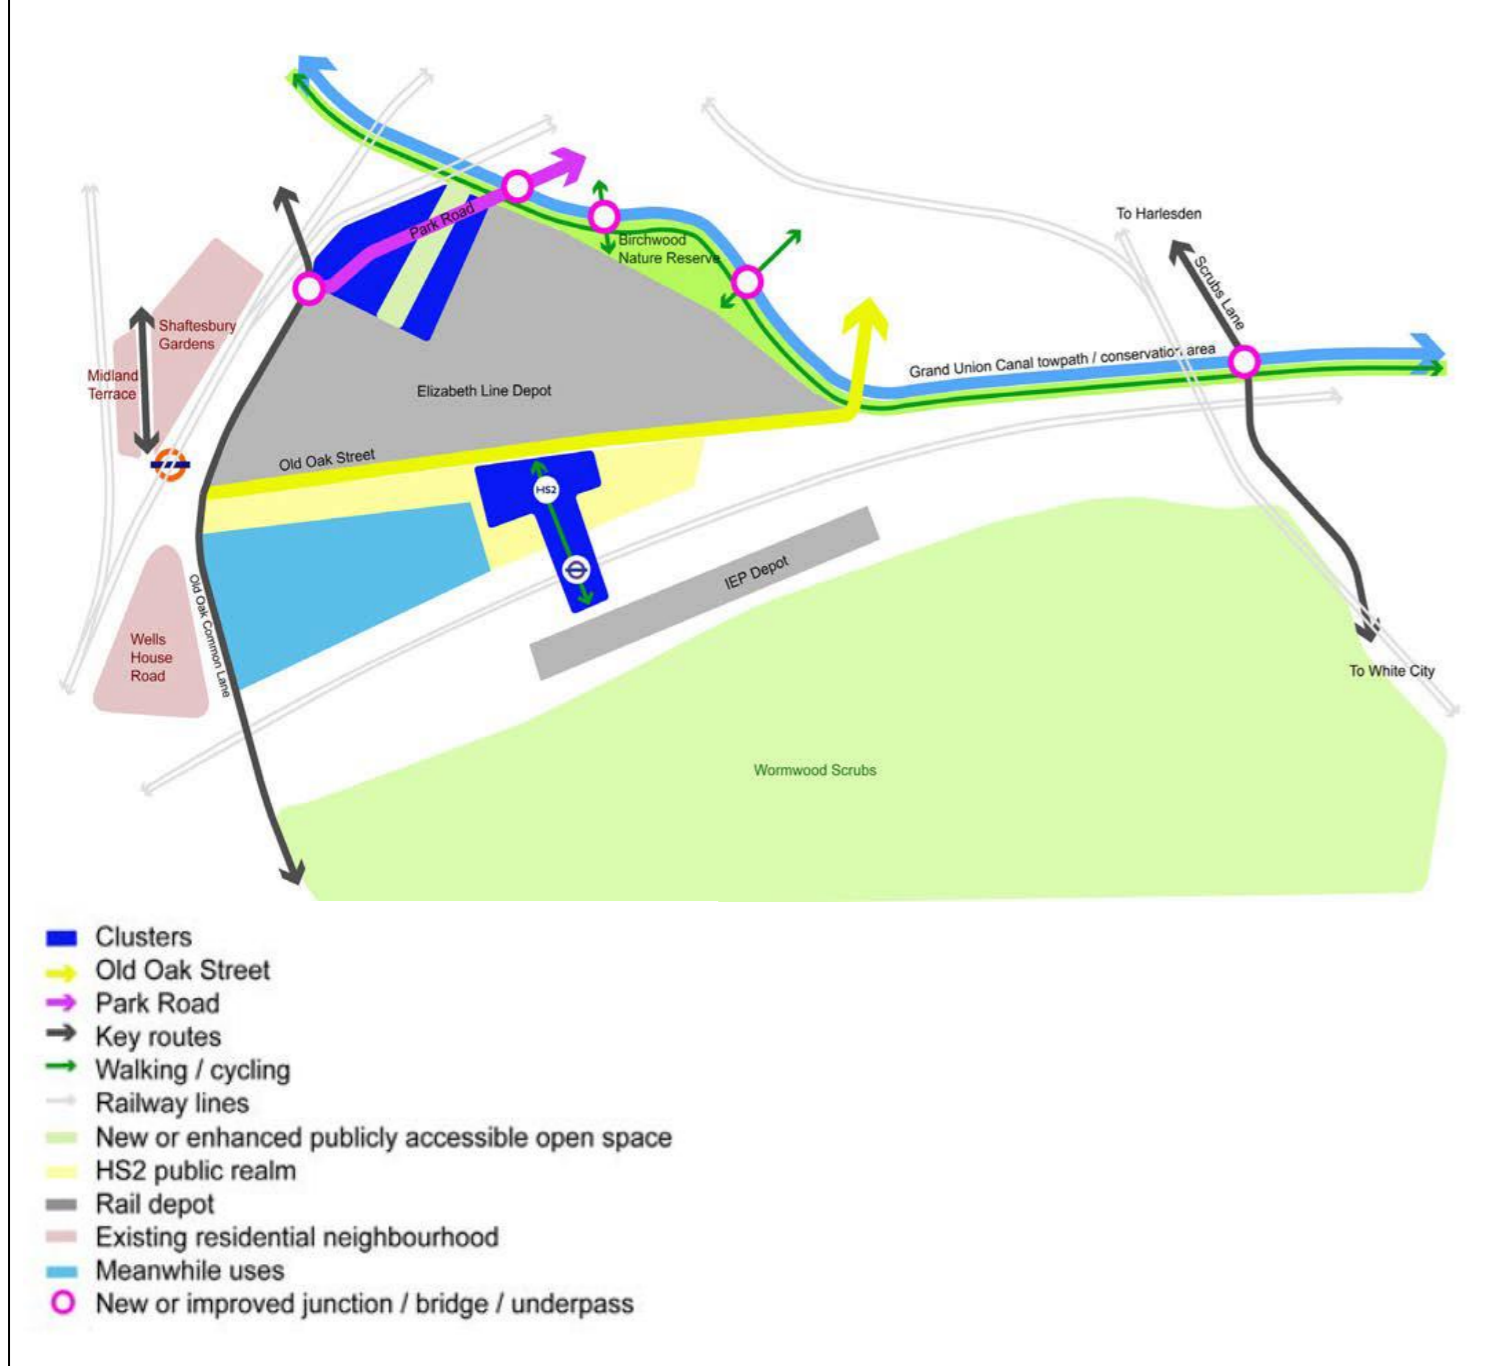 To Harlesden
Scrubs Lane
Park Road
Birchwood
Nature Reserve
Shaftesbury
Gardens
Midland
Terrace
Grand Union Canal towpath / conservation area
Elizabeth Line Depot
Old Oak Street
HS2
IEP Depot
Old Oak Common Lane
Wells
House
Road
To White City
Wormwood Scrubs
Clusters
Old Oak Street
Park Road
Key routes
Walking / cycling
Railway lines
New or enhanced publicly accessible open space
HS2 public realm
Rail depot
Existing residential neighbourhood
Meanwhile uses
New or improved junction / bridge / underpass